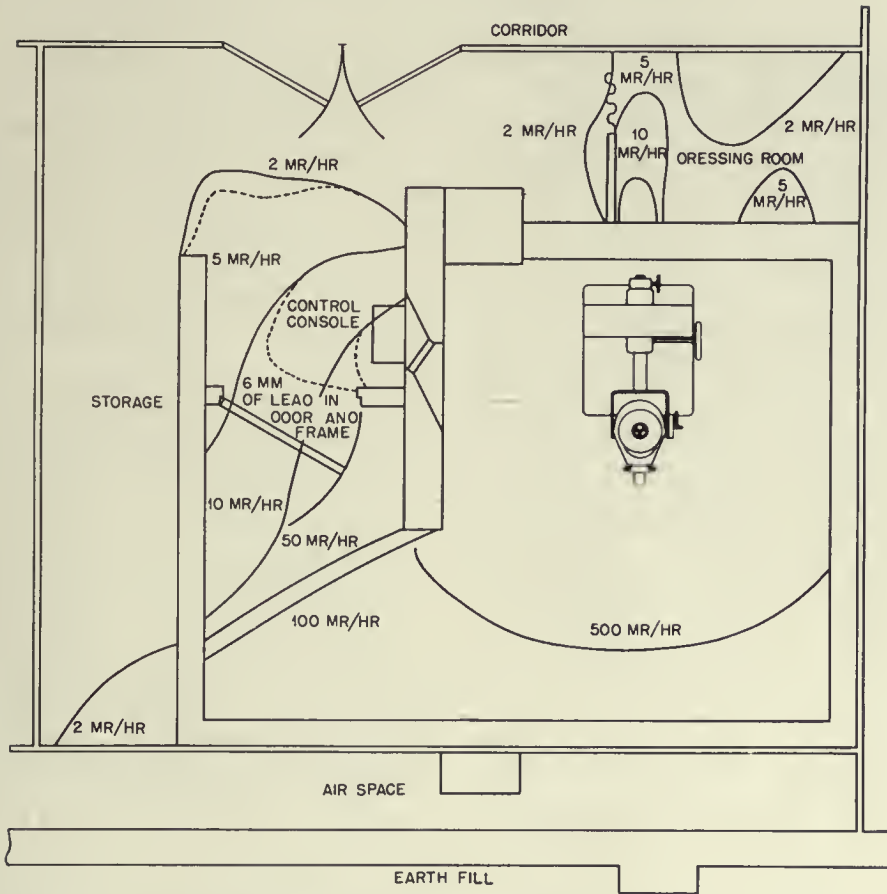 CORRIDOR
5
MR/HR
2 MR/HR
10
MR/HR
2 MR/HR
ORESSING ROOM
5
MR/HR
2 MR/HR
5 MR/HR
CONTROL
CONSOLE
STORAGE
6 MM
OF LEAO IN
OOOR ANO
FRAME
10 MR/HR
50 MR/HR
100 MR/HR
500 MR/HR
2 MR/HR
AIR SPACE
EARTH FILL